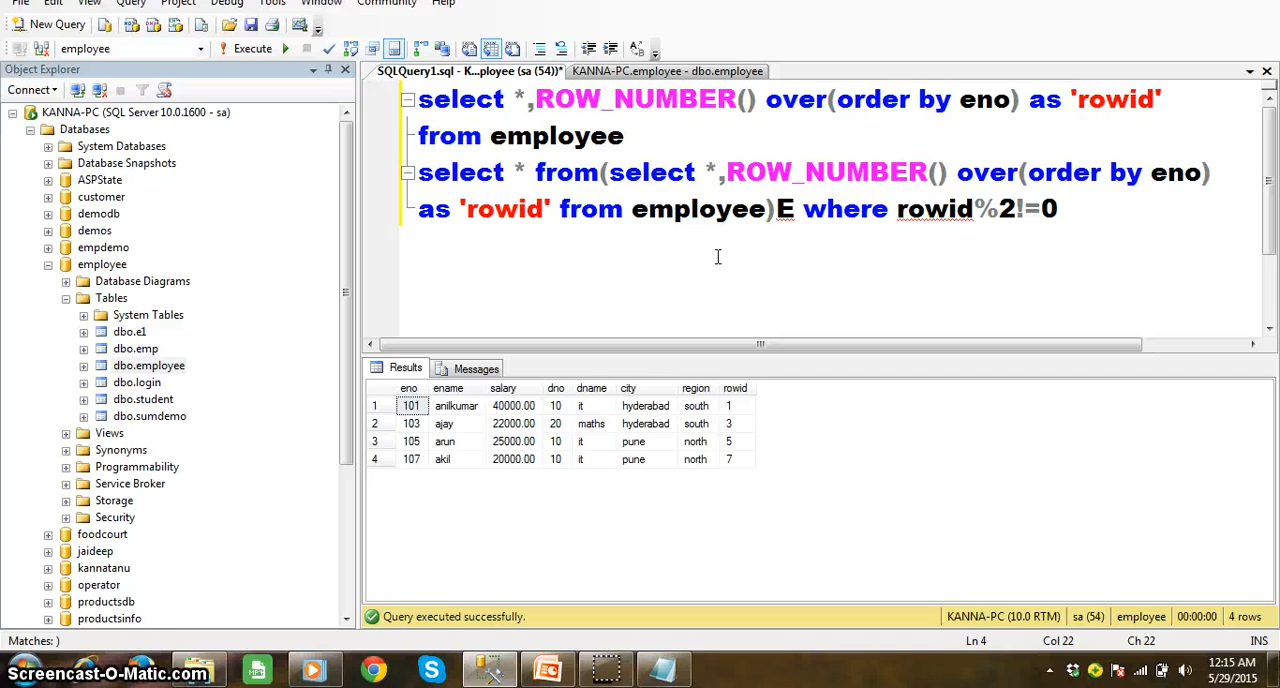 File Edit View Query Project Debug Tools Window Community Help
New Query
employee Execute
Object Explorer
Connect
KANNA-PC (SQL Server 10.0.1600 - sa)
Databases
System Databases
Database Snapshots
ASPState
customer
demodb
demos
empdemo
employee
Database Diagrams
Tables
System Tables
dbo.e1
dbo.emp
dbo.employee
dbo.login
dbo.student
dbo.sumdemo
Views
Synonyms
Programmability
Service Broker
Storage
Security
foodcourt
jaideep
kannatanu
operator
productsdb
productsinfo
SQLQuery1.sql - K...ployee (sa (54))* KANNA-PC.employee - dbo.employee
select *,ROW_NUMBER() over(order by eno) as 'rowid'
from employee
select * from(select *,ROW_NUMBER() over(order by eno)
as 'rowid' from employee)E where rowid%2!=0
Results Messages
eno ename salary dno dname city region rowid
1 101 anilkumar 40000.00 10 it hyderabad south 1
2 103 ajay 22000.00 20 maths hyderabad south 3
3 105 arun 25000.00 10 it pune north 5
4 107 akil 20000.00 10 it pune north 7
Query executed successfully. KANNA-PC (10.0 RTM) sa (54) employee 00:00:00 4 rows
Matches: ) Ln 4 Col 22 Ch 22 INS
Screencast-O-Matic.com
12:15 AM
5/29/2015